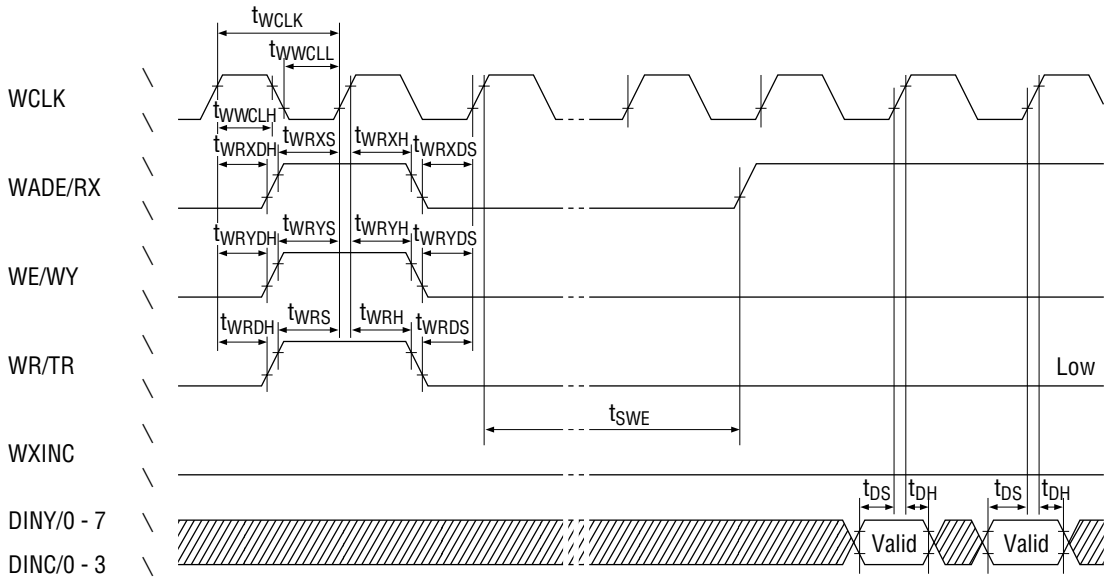 tWCLK
tWWCLL
WCLK
tWWCLH
tWRXDH tWRXS tWRXH tWRXDS
WADE/RX
tWRYDH tWRYS tWRYH tWRYDS
WE/WY
tWRDH tWRS tWRH tWRDS
WR/TR Low
tSWE
WXINC
tDS tDH tDS tDH
DINY/0 - 7
Valid Valid
DINC/0 - 3